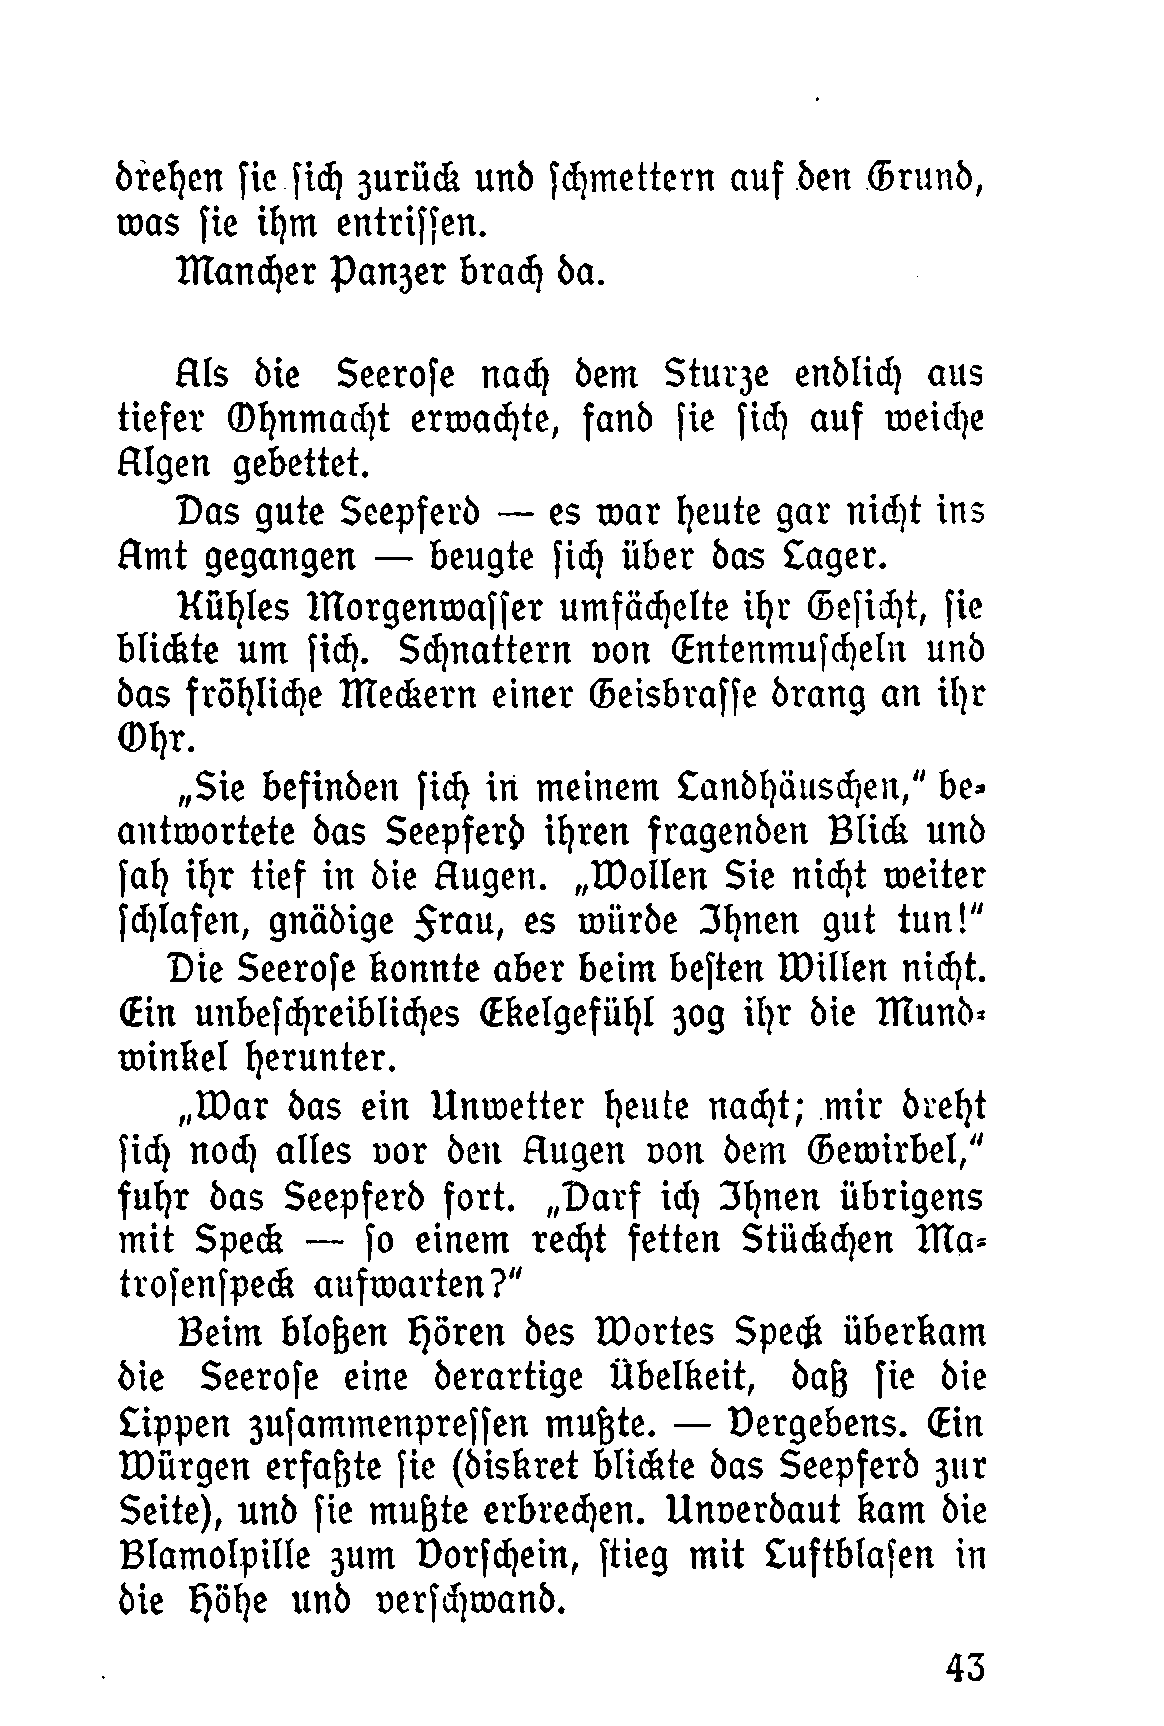 drehen ſie ſich zurück und ſchmettern auf den Grund,
was ſie ihm entriſſen.
Mancher Panzer brach da.
Als die Seeroſe nach dem Sturze endlich aus
tiefer Ohnmacht erwachte, fand ſie ſich auf weiche
Algen gebettet.
Das gute Seepferd — es war heute gar nicht ins
Amt gegangen — beugte ſich über das Lager.
Kühles Morgenwaſſer umfächelte ihr Geſicht, ſie
blickte um ſich. Schnattern von Entenmuſcheln und
das fröhliche Meckern einer Geisbraſſe drang an ihr
Ohr.
„Sie befinden ſich in meinem Landhäuschen,“ be-
antwortete das Seepferd ihren fragenden Blick und
ſah ihr tief in die Augen. „Wollen Sie nicht weiter
ſchlafen, gnädige Frau, es würde Ihnen gut tun!“
Die Seeroſe konnte aber beim beſten Willen nicht.
Ein unbeſchreibliches Ekelgefühl zog ihr die Mund-
winkel herunter.
„War das ein Unwetter heute nacht; mir dreht
ſich noch alles vor den Augen von dem Gewirbel,“
fuhr das Seepferd fort. „Darf ich Ihnen übrigens
mit Speck — ſo einem recht fetten Stückchen Ma-
troſenſpeck aufwarten?“
Beim bloßen Hören des Wortes Speck überkam
die Seeroſe eine derartige Übelkeit, daß ſie die
Lippen zuſammenpreſſen mußte. — Vergebens. Ein
Würgen erfaßte ſie (diskret blickte das Seepferd zur
Seite), und ſie mußte erbrechen. Unverdaut kam die
Blamolpille zum Vorſchein, ſtieg mit Luftblaſen in
die Höhe und verſchwand.
43